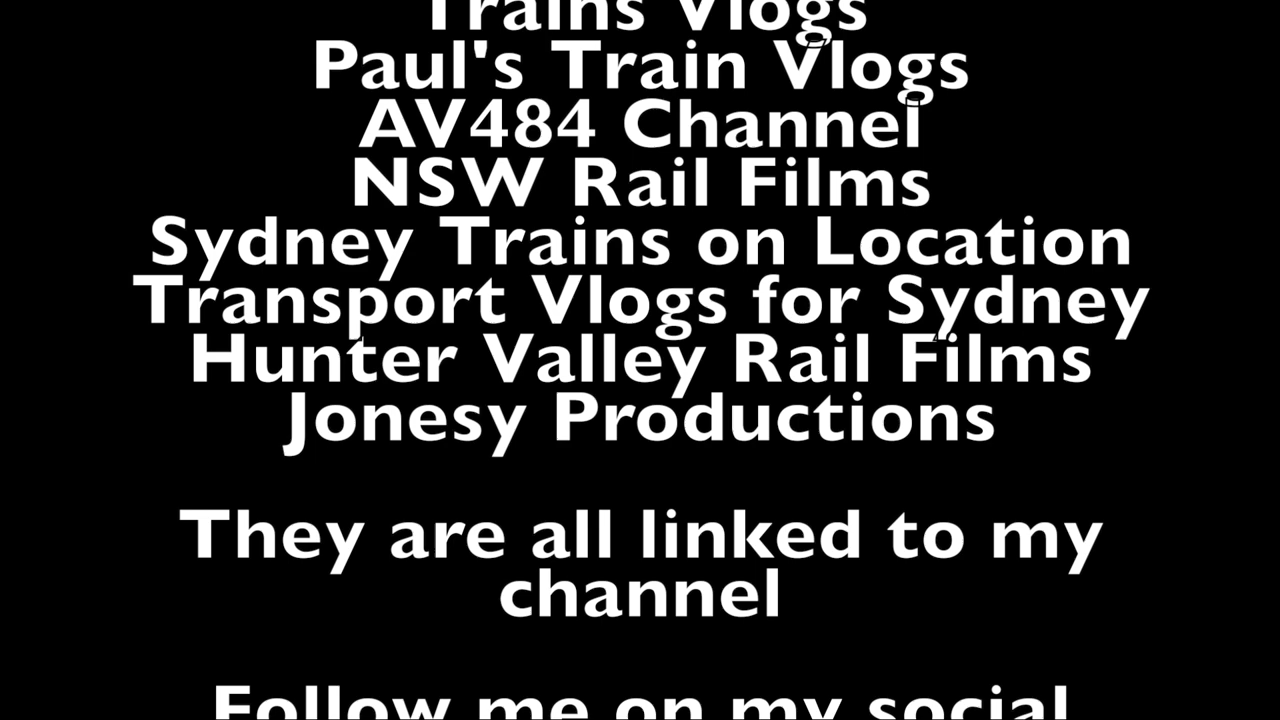 Trains Vlogs
Paul's Train Vlogs
AV484 Channel
NSW Rail Films
Sydney Trains on Location
Transport Vlogs for Sydney
Hunter Valley Rail Films
Jonesy Productions
They are all linked to my
channel
Follow me on my social